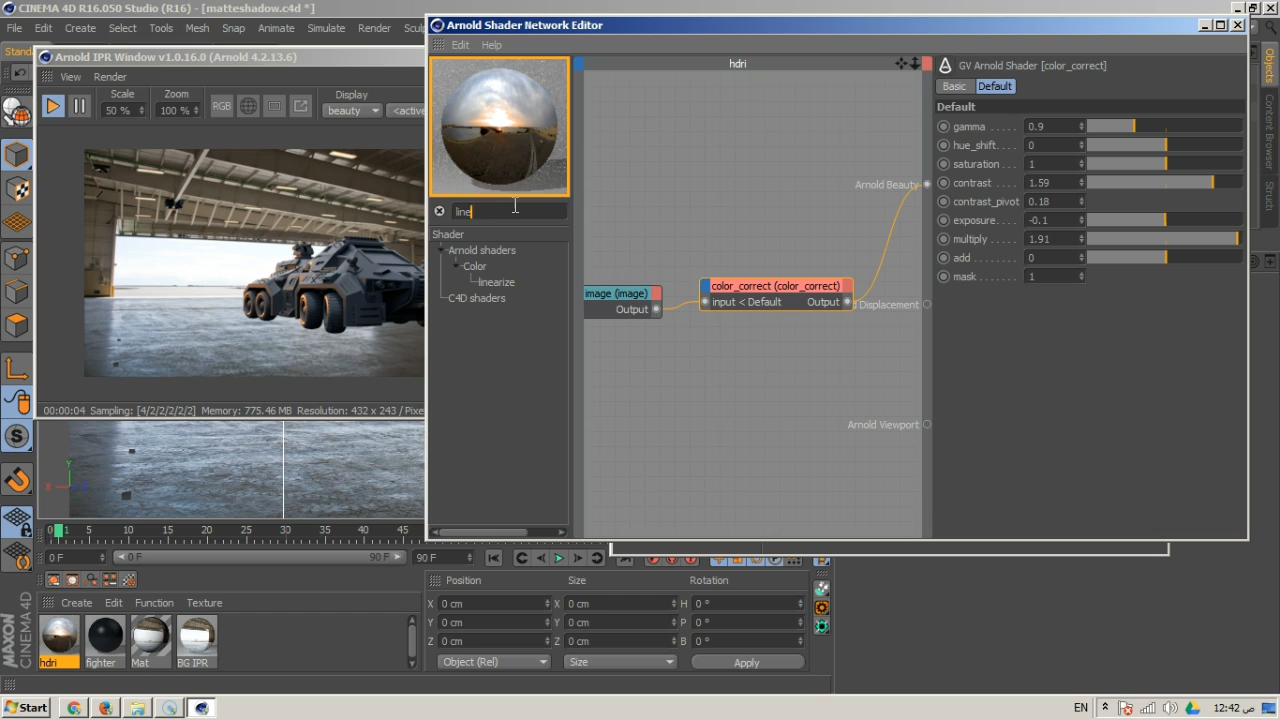 CINEMA 4D R16.050 Studio (R16) - [matteshadow.c4d *]
File Edit Create Select Tools Mesh Snap Animate Simulate Render
Stand
Arnold IPR Window v1.0.16.0 (Arnold 4.2.13.6)
View Render
Scale
Zoom
Display
50 %
100 %
RGB
beauty
<active
00:00:04 Sampling: [4/2/2/2/2/2] Memory: 775.46 MB Resolution: 432 x 243 / Pixe
Y
X
Arnold Shader Network Editor
Edit Help
line
Shader
Arnold shaders
Color
linearize
C4D shaders
hdri
Arnold Beauty
Displacement
Arnold Viewport
image (image)
Output
color_correct (color_correct)
input < Default Output
GV Arnold Shader [color_correct]
Basic Default
Default
gamma ..... 0.9
hue_shift. . . . 0
saturation . . . 1
contrast . . . . 1.59
contrast_pivot 0.18
exposure. . . . -0.1
multiply . . . . 1.91
add . . . . . . 0
mask . . . . . 1
Objects
Content Browser
Struct
0 1 5 10 15 20 25 30 35 40 45
0 F
0 F
90 F
90 F
Create Edit Function Texture
hdri
fighter
Mat
BG IPR
Position Size Rotation
X 0 cm X 0 cm H 0 °
Y 0 cm Y 0 cm P 0 °
Z 0 cm Z 0 cm B 0 °
Object (Rel) Size Apply
MAXON
CINEMA 4D
Start
EN
12:42 ص